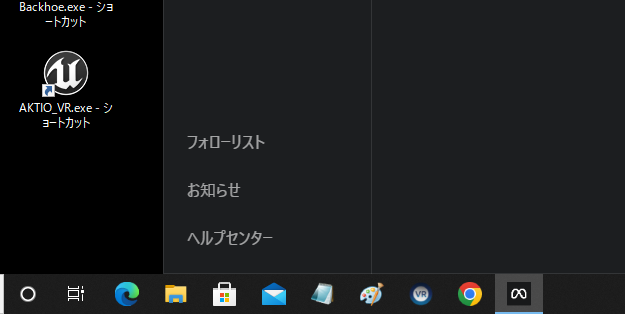 Backhoe.exe - ショ
ートカット
AKTIO_VR.exe - シ
ョートカット
フォローリスト
お知らせ
ヘルプセンター
VR